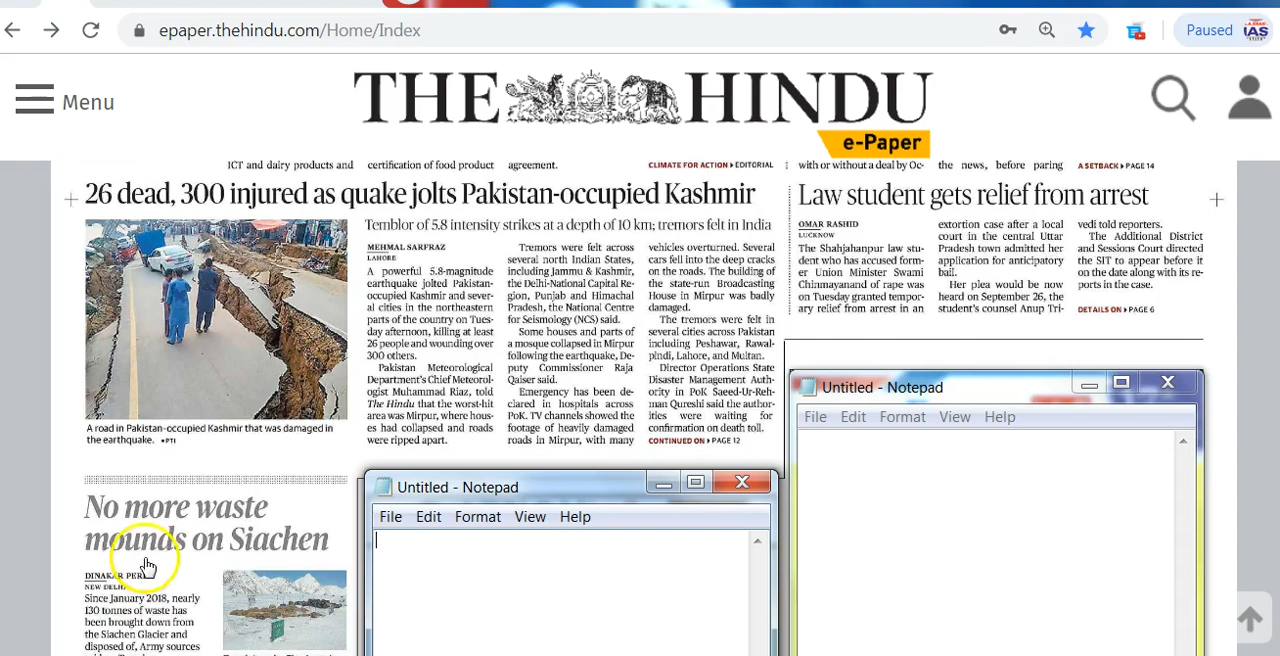 epaper.thehindu.com/Home/Index
Paused
IAS
Menu
THE HINDU
e-Paper
ICT and dairy products and
certification of food product
agreement.
CLIMATE FOR ACTION ▸ EDITORIAL
with or without a deal by Oc-
the news, before paring
A SETBACK ▸ PAGE 14
26 dead, 300 injured as quake jolts Pakistan-occupied Kashmir
Temblor of 5.8 intensity strikes at a depth of 10 km; tremors felt in India
MEHMAL SARFRAZ
LAHORE
A powerful 5.8-magnitude
earthquake jolted Pakistan-
occupied Kashmir and sever-
al cities in the northeastern
parts of the country on Tues-
day afternoon, killing at least
26 people and wounding over
300 others.
Pakistan Meteorological
Department's Chief Meteorol-
ogist Muhammad Riaz, told
The Hindu that the worst-hit
area was Mirpur, where hous-
es had collapsed and roads
were ripped apart.
Tremors were felt across
several north Indian States,
including Jammu & Kashmir,
the Delhi-National Capital Re-
gion, Punjab and Himachal
Pradesh, the National Centre
for Seismology (NCS) said.
Some houses and parts of
a mosque collapsed in Mirpur
following the earthquake, De-
puty Commissioner Raja
Qaiser said.
Emergency has been de-
clared in hospitals across
PoK. TV channels showed the
footage of heavily damaged
roads in Mirpur, with many
vehicles overturned. Several
cars fell into the deep cracks
on the roads. The building of
the state-run Broadcasting
House in Mirpur was badly
damaged.
The tremors were felt in
several cities across Pakistan
including Peshawar, Rawal-
pindi, Lahore, and Multan.
Director Operations State
Disaster Management Auth-
ority in PoK Saeed-Ur-Reh-
man Qureshi said the author-
ities were waiting for
confirmation on death toll.
CONTINUED ON ▸ PAGE 12
A road in Pakistan-occupied Kashmir that was damaged in
the earthquake. •PTI
Law student gets relief from arrest
OMAR RASHID
LUCKNOW
The Shahjahanpur law stu-
dent who has accused form-
er Union Minister Swami
Chinmayanand of rape was
on Tuesday granted tempor-
ary relief from arrest in an
extortion case after a local
court in the central Uttar
Pradesh town admitted her
application for anticipatory
bail.
Her plea would be now
heard on September 26, the
student's counsel Anup Tri-
vedi told reporters.
The Additional District
and Sessions Court directed
the SIT to appear before it
on the date along with its re-
ports in the case.
DETAILS ON ▸ PAGE 6
No more waste
mounds on Siachen
DINAKAR PERI
NEW DELHI
Since January 2018, nearly
130 tonnes of waste has
been brought down from
the Siachen Glacier and
disposed of, Army sources
Untitled - Notepad
File Edit Format View Help
Untitled - Notepad
File Edit Format View Help